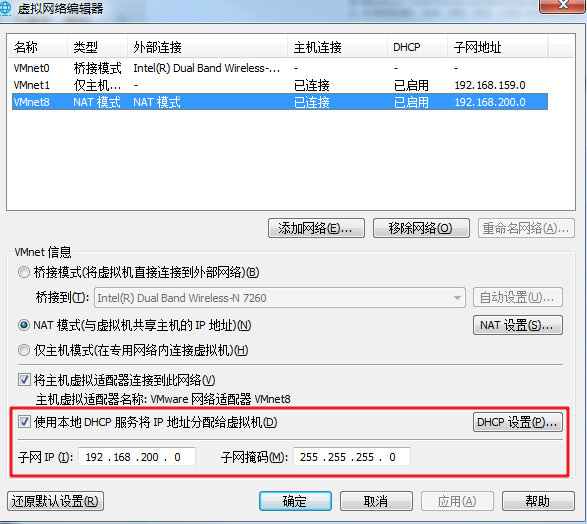 虚拟网络编辑器
名称 类型 外部连接 主机连接 DHCP 子网地址
VMnet0 桥接模式 Intel(R) Dual Band Wireless-... - - -
VMnet1 仅主机... - 已连接 已启用 192.168.159.0
VMnet8 NAT 模式 NAT 模式 已连接 已启用 192.168.200.0
添加网络(E)... 移除网络(O) 重命名网络(A)...
VMnet 信息
桥接模式(将虚拟机直接连接到外部网络)(B)
桥接到(T): Intel(R) Dual Band Wireless-N 7260 自动设置(U)...
NAT 模式(与虚拟机共享主机的 IP 地址)(N) NAT 设置(S)...
仅主机模式(在专用网络内连接虚拟机)(H)
将主机虚拟适配器连接到此网络(V)
主机虚拟适配器名称: VMware 网络适配器 VMnet8
使用本地 DHCP 服务将 IP 地址分配给虚拟机(D) DHCP 设置(P)...
子网 IP (I): 192 .168 .200 . 0 子网掩码(M): 255 .255 .255 . 0
还原默认设置(R) 确定 取消 应用(A) 帮助